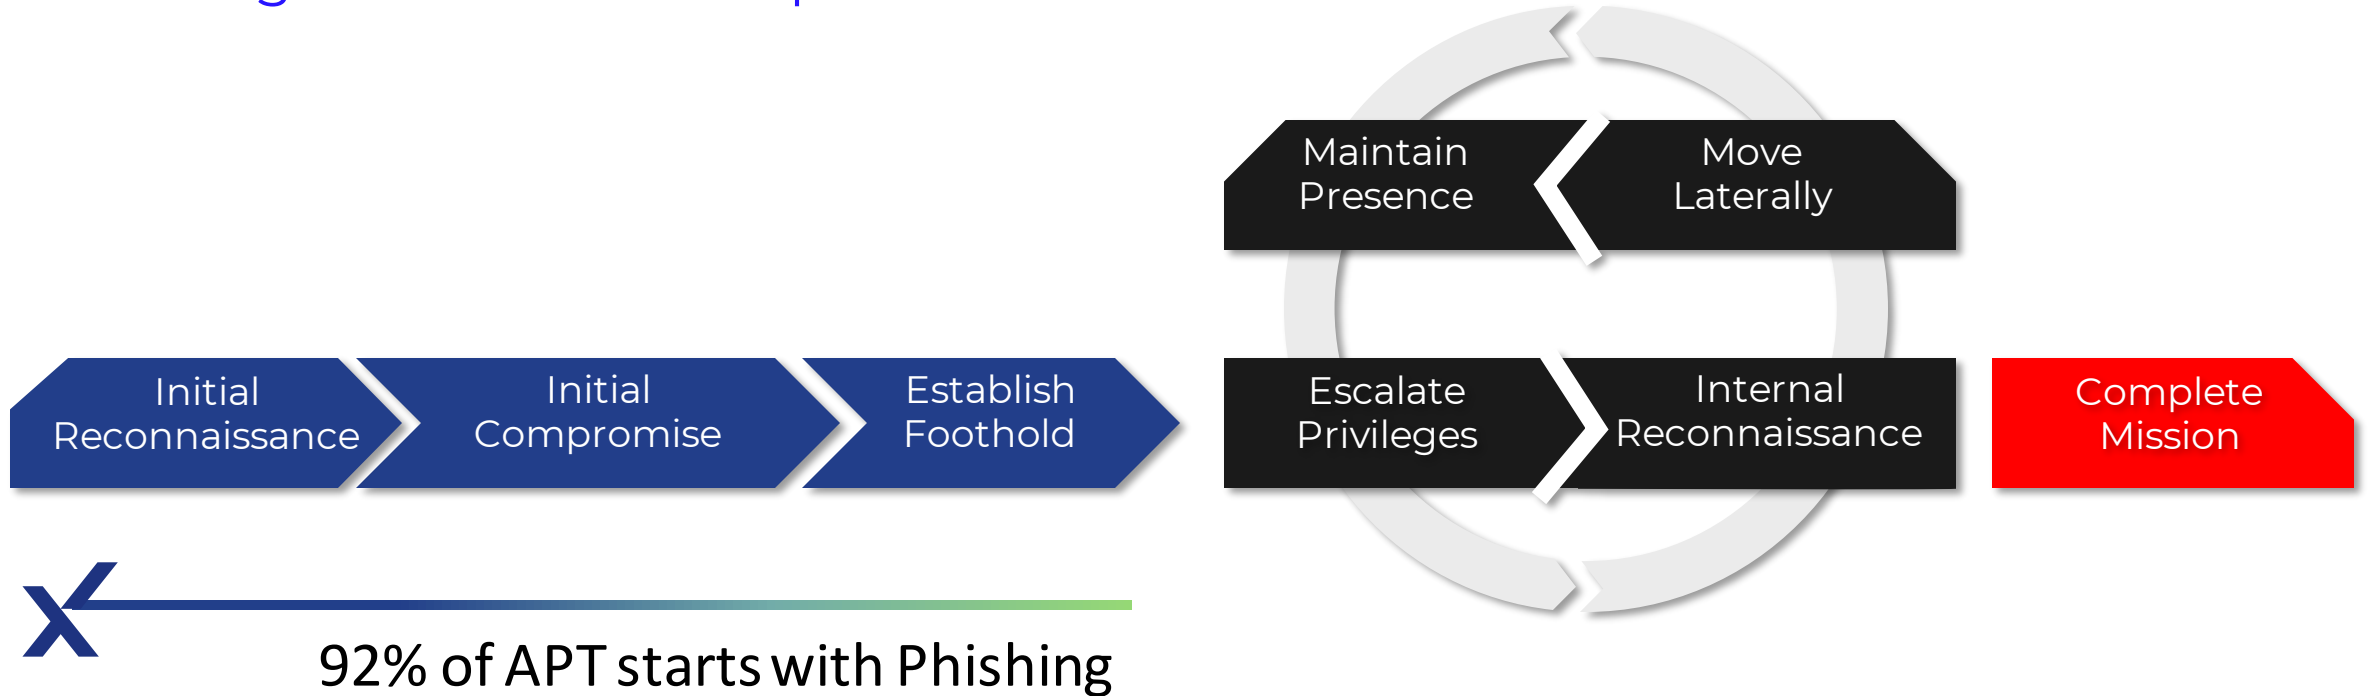 Maintain
Presence
Move
Laterally
Initial
Reconnaissance
Initial
Compromise
Establish
Foothold
Escalate
Privileges
Internal
Reconnaissance
Complete
Mission
92% of APT starts with Phishing